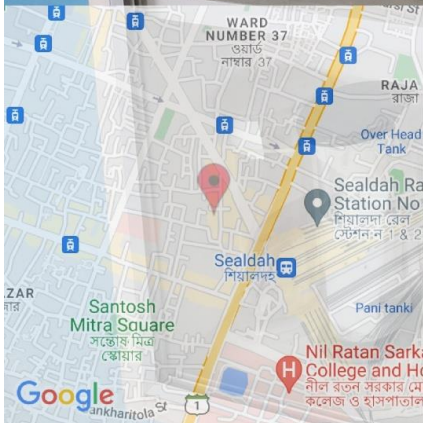 WARD
NUMBER 37
ওয়ার্ড
নাম্বার 37
RAJA
রাজা
Over Head
Tank
Sealdah Ra
Station No
শিয়ালদা রেল
স্টেশন ন 1 & 2
Sealdah
শিয়ালদহ
ZAR
জার
Santosh
Mitra Square
সন্তোষ মিত্র
স্কোয়ার
Pani tanki
Nil Ratan Sarka
College and Ho
নীল রতন সরকার মে
কলেজ ও হাসপাতাল
H
Google
ankharitola St
1